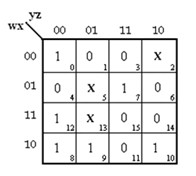 yz
wx 00 01 11 10
00 1 0 0 1 0 3 x 2
01 0 4 x 5 1 7 0 6
11 1 12 x 13 0 15 0 14
10 1 8 1 9 0 11 1 10